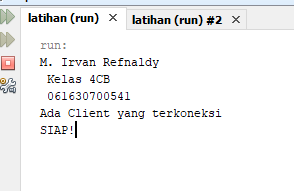 latihan (run)
latihan (run) #2
run:
M. Irvan Refnaldy
Kelas 4CB
061630700541
Ada Client yang terkoneksi
SIAP!